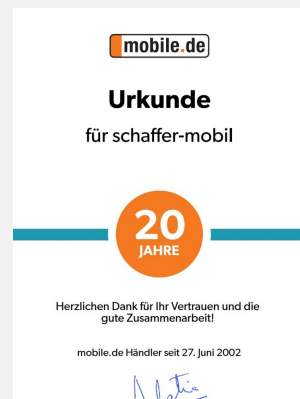 mobile.de
Urkunde
für schaffer-mobil
20
JAHRE
Herzlichen Dank für Ihr Vertrauen und die
gute Zusammenarbeit!
mobile.de Händler seit 27. Juni 2002